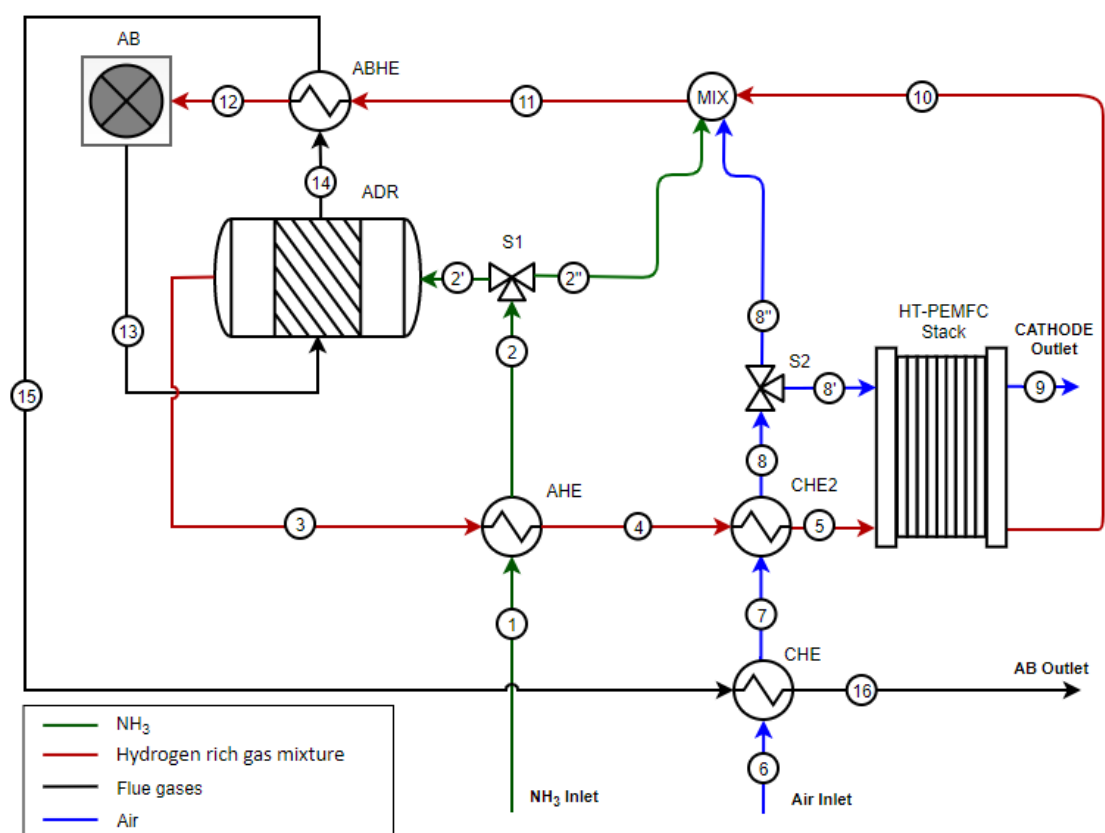 AB
ABHE
12
11
MIX
10
14
ADR
S1
2'
2"
13
2
8"
S2
HT-PEMFC
Stack
CATHODE
Outlet
8'
9
15
8
AHE
CHE2
3
4
5
1
7
CHE
AB Outlet
16
6
NH₃ Inlet
Air Inlet
NH₃
Hydrogen rich gas mixture
Flue gases
Air